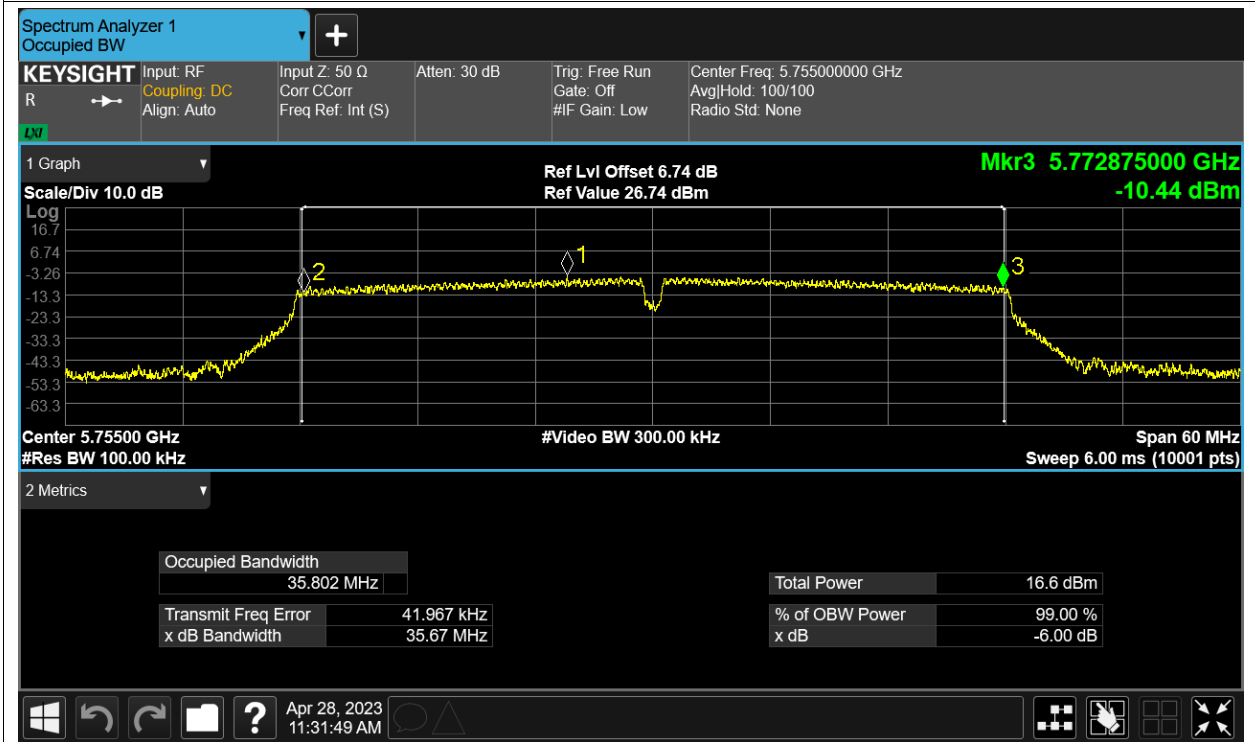 Spectrum Analyzer 1
Occupied BW
KEYSIGHT
R
LXI
Input: RF
Coupling: DC
Align: Auto
Input Z: 50 Ω
Corr CCorr
Freq Ref: Int (S)
Atten: 30 dB
Trig: Free Run
Gate: Off
#IF Gain: Low
Center Freq: 5.755000000 GHz
Avg|Hold: 100/100
Radio Std: None
1 Graph
Scale/Div 10.0 dB
Ref Lvl Offset 6.74 dB
Ref Value 26.74 dBm
Mkr3 5.772875000 GHz
-10.44 dBm
Log
16.7
6.74
-3.26
-13.3
-23.3
-33.3
-43.3
-53.3
-63.3
2
1
3
Center 5.75500 GHz
#Res BW 100.00 kHz
#Video BW 300.00 kHz
Span 60 MHz
Sweep 6.00 ms (10001 pts)
2 Metrics
Occupied Bandwidth
35.802 MHz
Transmit Freq Error 41.967 kHz
x dB Bandwidth 35.67 MHz
Total Power 16.6 dBm
% of OBW Power 99.00 %
x dB -6.00 dB
?
Apr 28, 2023
11:31:49 AM